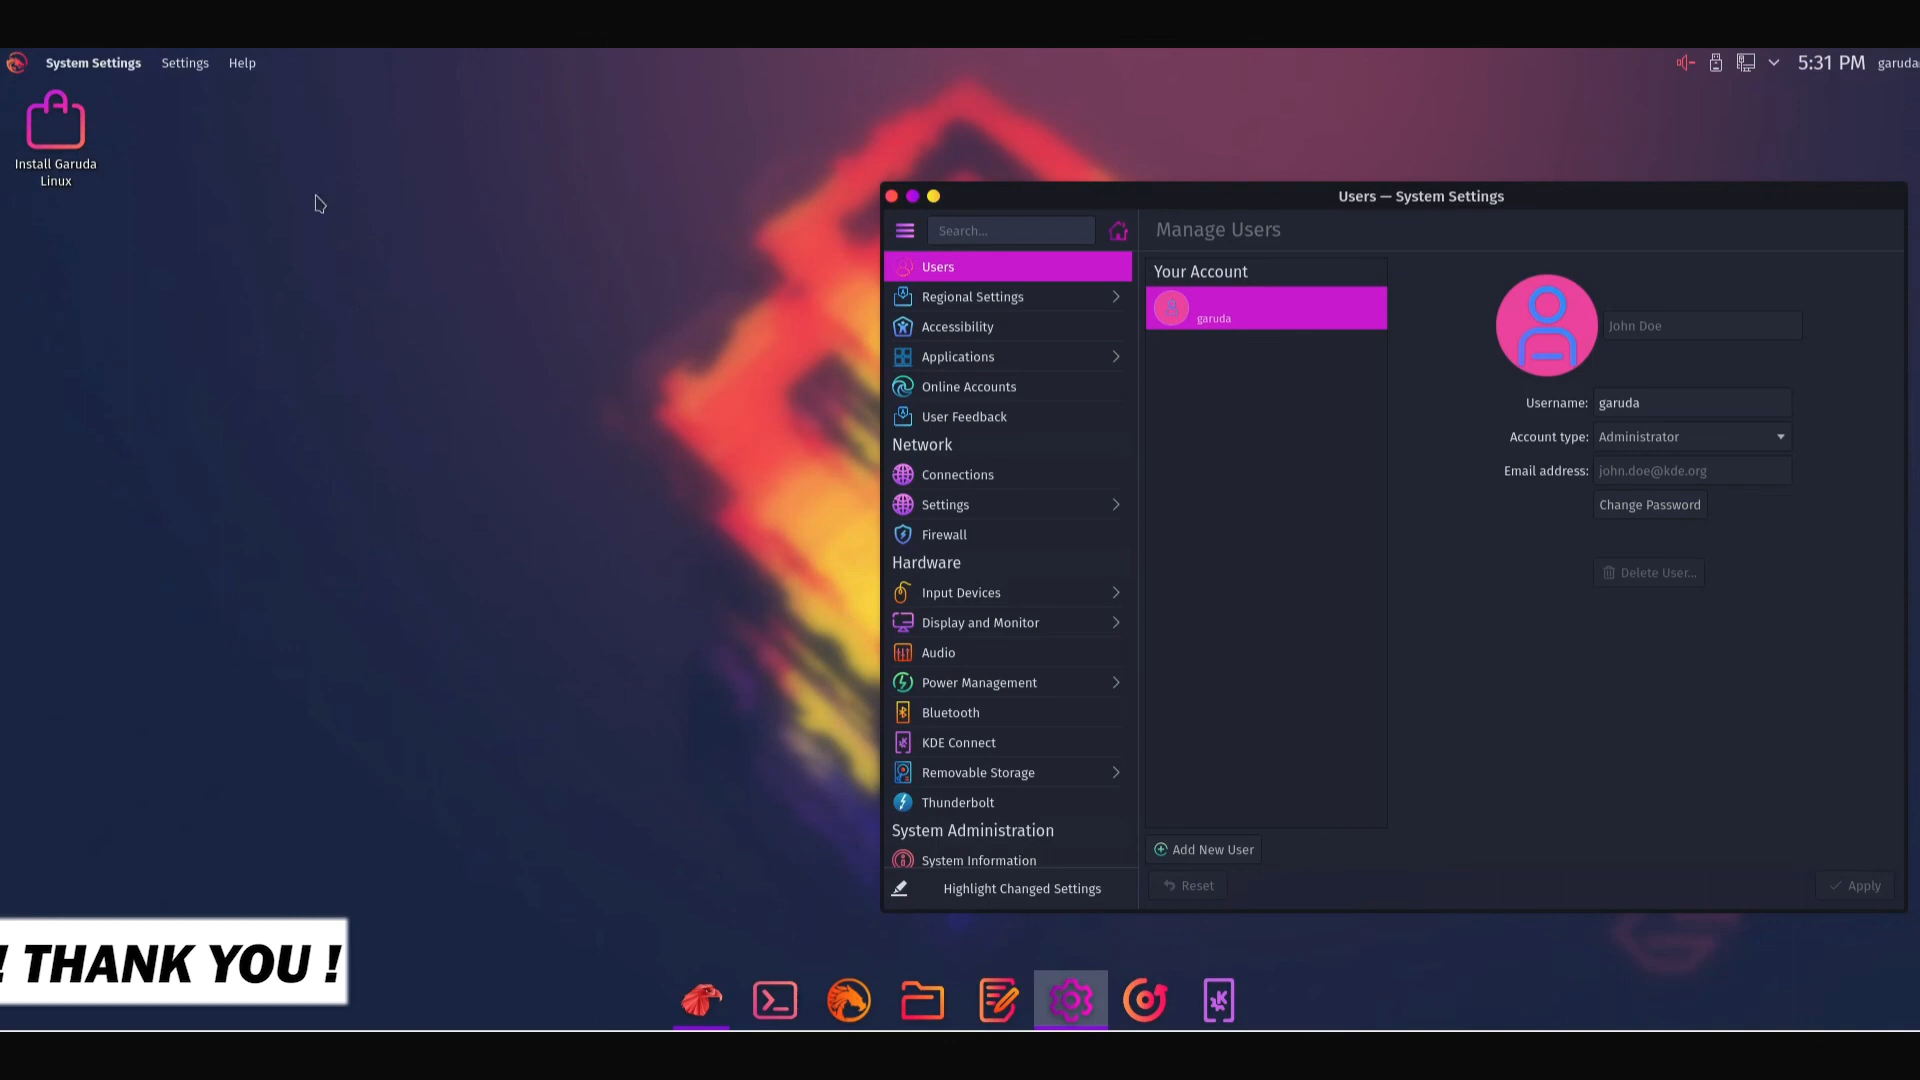 System Settings Settings Help
5:31 PM garuda
Install Garuda
Linux
Users — System Settings
Search...
Manage Users
Users
Regional Settings
Accessibility
Applications
Online Accounts
User Feedback
Network
Connections
Settings
Firewall
Hardware
Input Devices
Display and Monitor
Audio
Power Management
Bluetooth
KDE Connect
Removable Storage
Thunderbolt
System Administration
System Information
Highlight Changed Settings
Your Account
garuda
John Doe
Username: garuda
Account type: Administrator
Email address: john.doe@kde.org
Change Password
Delete User...
Add New User
Reset
Apply
! THANK YOU !